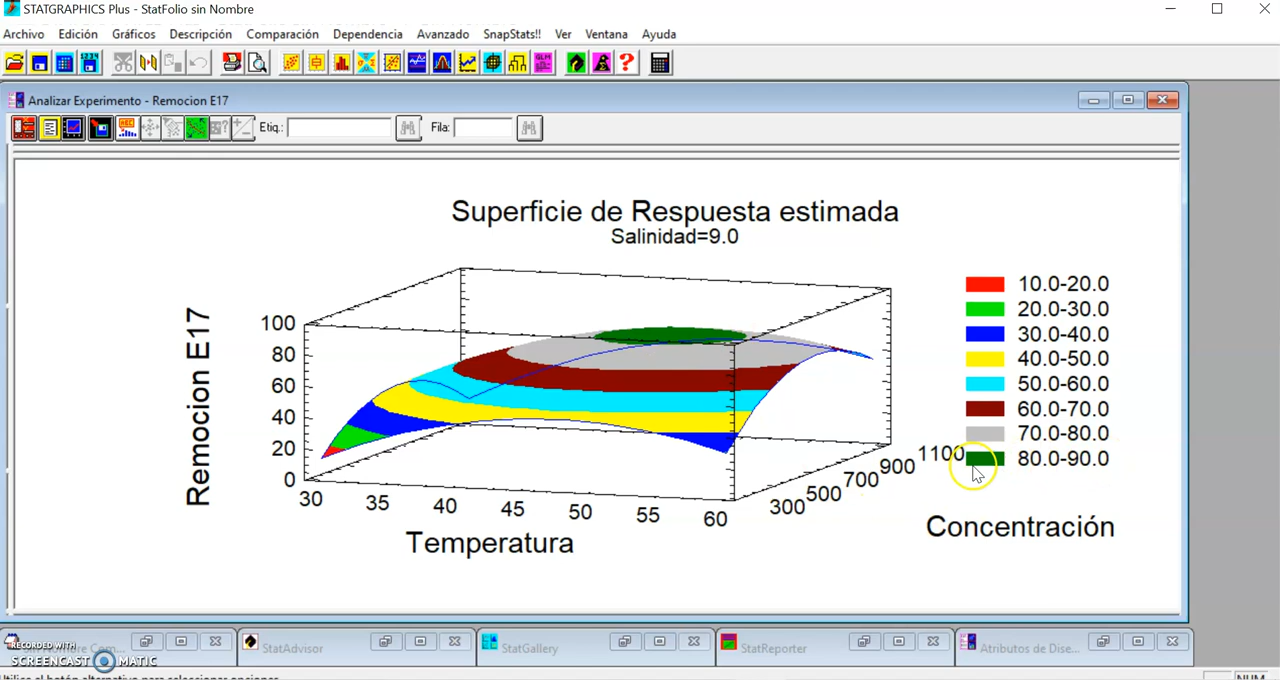 STATGRAPHICS Plus - StatFolio sin Nombre
Archivo Edición Gráficos Descripción Comparación Dependencia Avanzado SnapStats!! Ver Ventana Ayuda
Analizar Experimento - Remocion E17
Etiq.: Fila:
Superficie de Respuesta estimada
Salinidad=9.0
Remocion E17
100
80
60
40
20
0
30 35 40 45 50 55 60
Temperatura
300 500 700 900 1100
Concentración
10.0-20.0
20.0-30.0
30.0-40.0
40.0-50.0
50.0-60.0
60.0-70.0
70.0-80.0
80.0-90.0
StatAdvisor StatGallery StatReporter Atributos de Dise...
RECORDED WITH
SCREENCAST MATIC
NUM